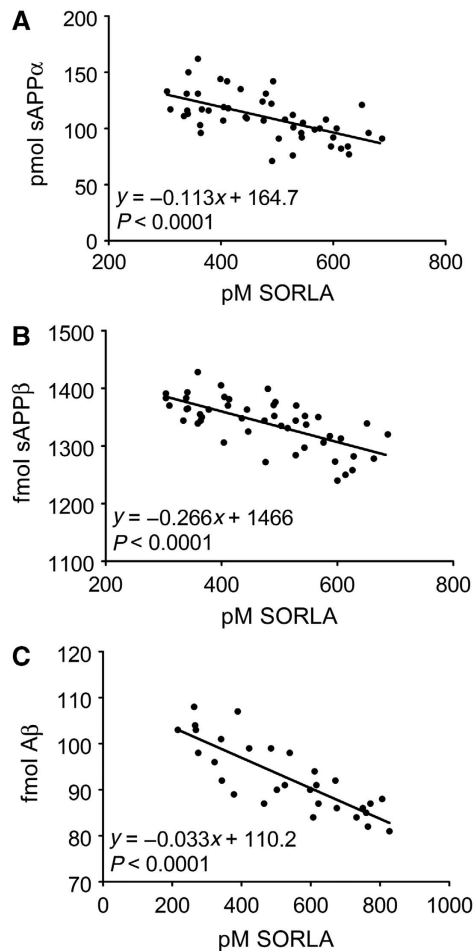 A
200
150
100
50
0
pmol sAPPα
y = –0.113x + 164.7
P < 0.0001
200 400 600 800
pM SORLA
B
1500
1400
1300
1200
1100
fmol sAPPβ
y = –0.266x + 1466
P < 0.0001
200 400 600 800
pM SORLA
C
120
110
100
90
80
70
fmol Aβ
y = –0.033x + 110.2
P < 0.0001
0 200 400 600 800 1000
pM SORLA